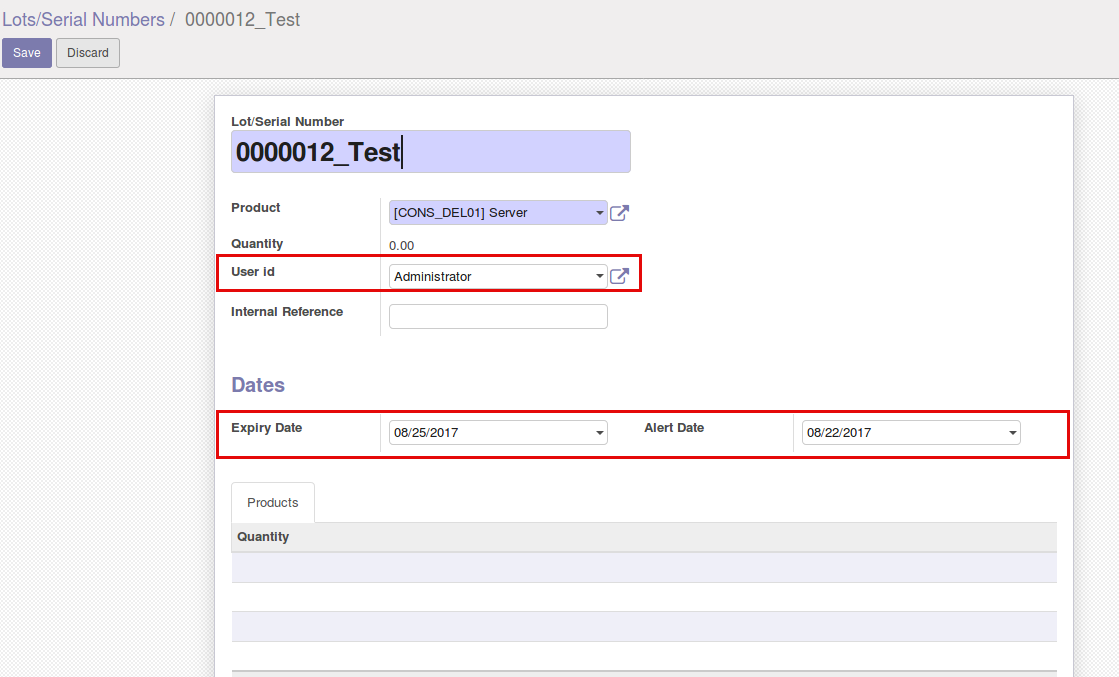 Lots/Serial Numbers / 0000012_Test
Save Discard
Lot/Serial Number
0000012_Test
Product [CONS_DEL01] Server
Quantity 0.00
User id Administrator
Internal Reference
Dates
Expiry Date 08/25/2017 Alert Date 08/22/2017
Products
Quantity